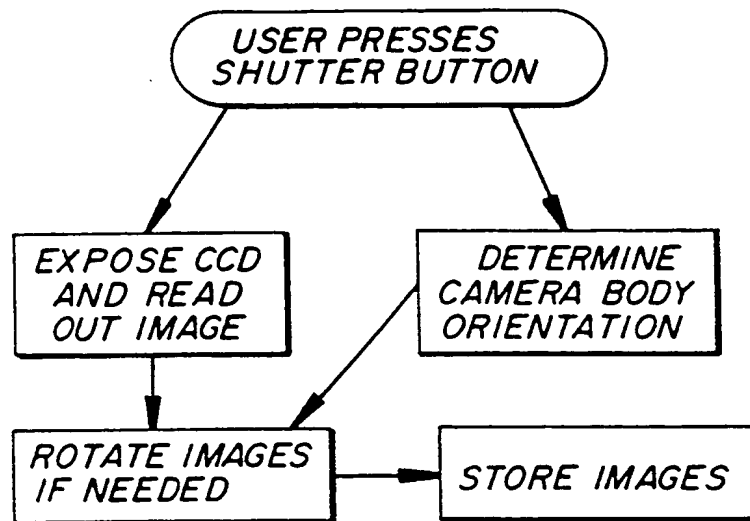 USER PRESSES
SHUTTER BUTTON
EXPOSE CCD
AND READ
OUT IMAGE
DETERMINE
CAMERA BODY
ORIENTATION
ROTATE IMAGES
IF NEEDED
STORE IMAGES